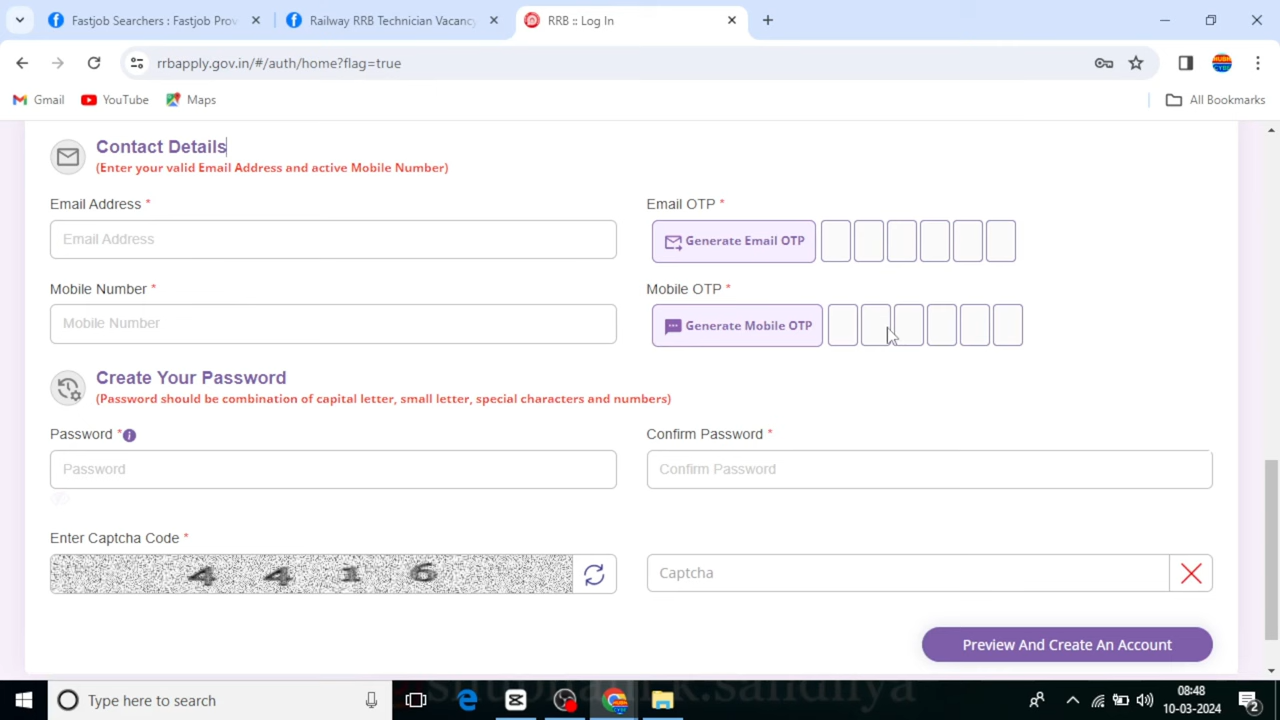 Fastjob Searchers : Fastjob Prov
Railway RRB Technician Vacancy
RRB :: Log In
rrbapply.gov.in/#/auth/home?flag=true
Gmail
YouTube
Maps
All Bookmarks
Contact Details
(Enter your valid Email Address and active Mobile Number)
Email Address *
Email OTP *
Email Address
Generate Email OTP
Mobile Number *
Mobile OTP *
Mobile Number
Generate Mobile OTP
Create Your Password
(Password should be combination of capital letter, small letter, special characters and numbers)
Password *
Confirm Password *
Password
Confirm Password
Enter Captcha Code *
4 4 1 6
Captcha
Preview And Create An Account
Type here to search
08:48
10-03-2024
2